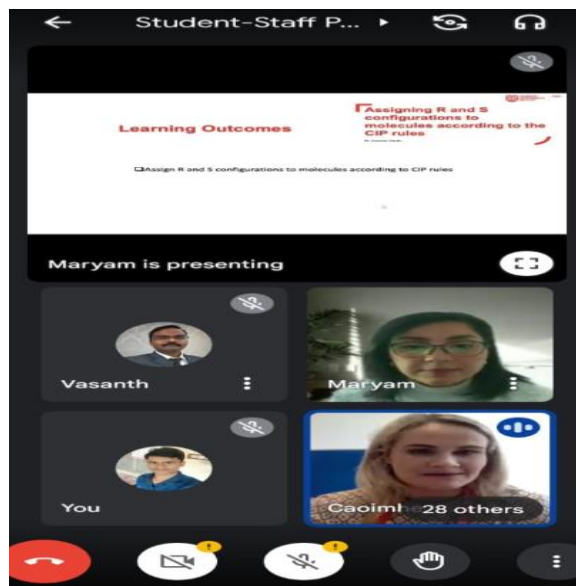 Student-Staff P...
Learning Outcomes
Assigning R and S
configurations to
molecules according to the
CIP rules
Assign R and S configurations to molecules according to CIP rules
Maryam is presenting
Vasanth
Maryam
You
Caoimh
28 others